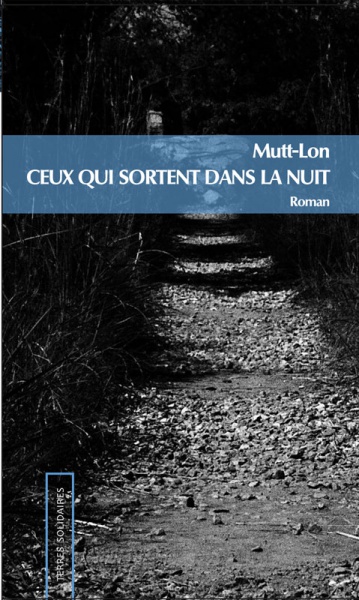 Mutt-Lon
CEUX QUI SORTENT DANS LA NUIT
Roman
TERRES SOLIDAIRES